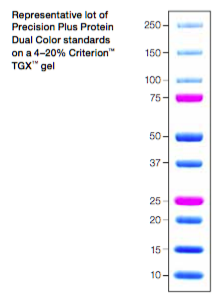 Representative lot of
Precision Plus Protein
Dual Color standards
on a 4–20% Criterion™
TGX™ gel
250
150
100
75
50
37
25
20
15
10